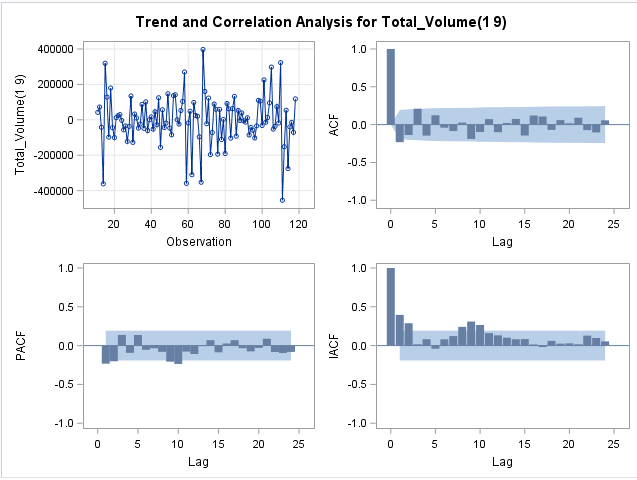 Trend and Correlation Analysis for Total_Volume(1 9)
Total_Volume(1 9)
400000
200000
0
-200000
-400000
20 40 60 80 100 120
Observation
ACF
1.0
0.5
0.0
-0.5
-1.0
0 5 10 15 20 25
Lag
PACF
1.0
0.5
0.0
-0.5
-1.0
0 5 10 15 20 25
Lag
IACF
1.0
0.5
0.0
-0.5
-1.0
0 5 10 15 20 25
Lag